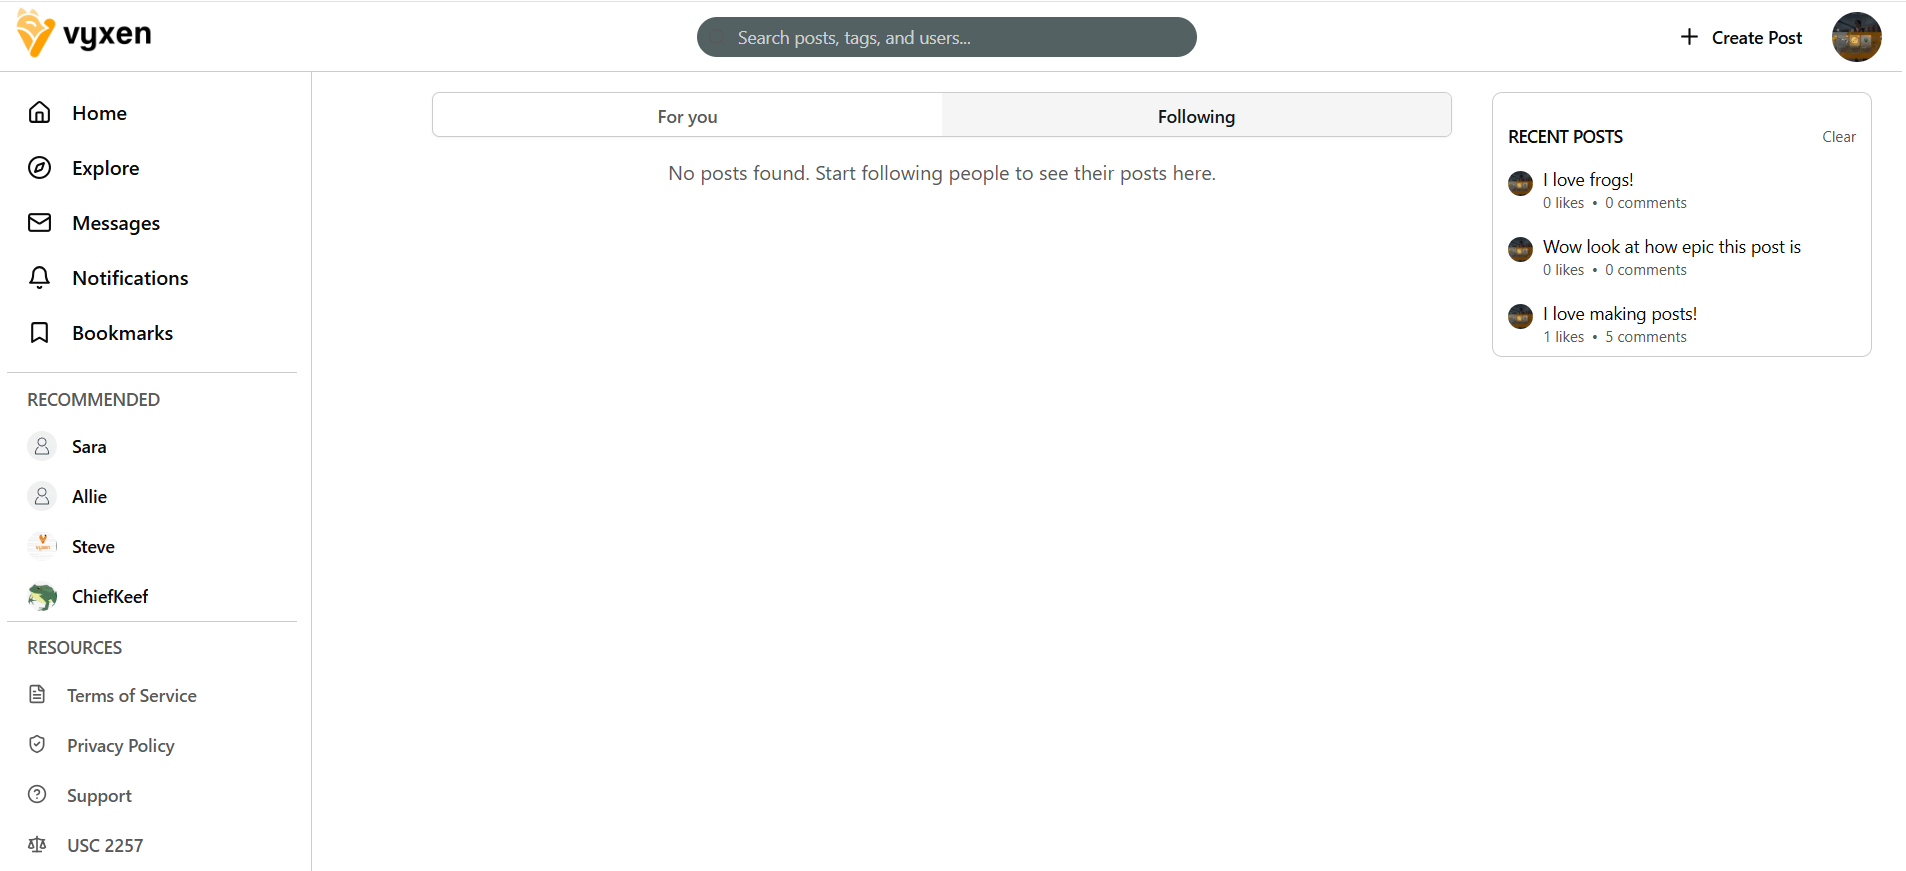 vyxen
Search posts, tags, and users...
Create Post
Home
Explore
Messages
Notifications
Bookmarks
RECOMMENDED
Sara
Allie
Steve
ChiefKeef
RESOURCES
Terms of Service
Privacy Policy
Support
USC 2257
For you
Following
No posts found. Start following people to see their posts here.
RECENT POSTS
Clear
I love frogs!
0 likes • 0 comments
Wow look at how epic this post is
0 likes • 0 comments
I love making posts!
1 likes • 5 comments